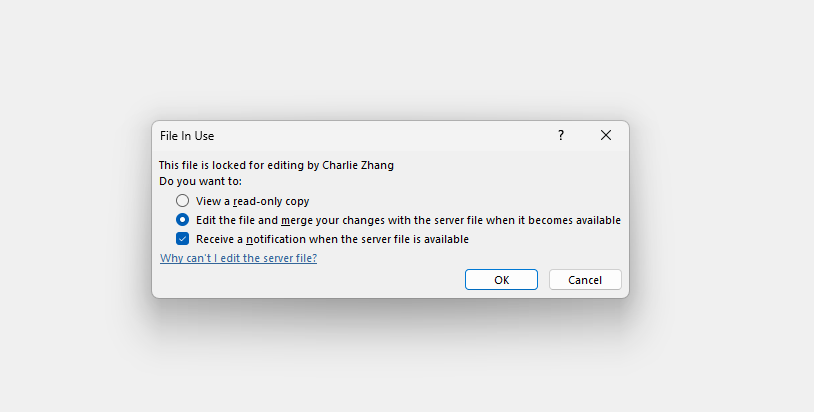 File In Use
?
This file is locked for editing by Charlie Zhang
Do you want to:
View a read-only copy
Edit the file and merge your changes with the server file when it becomes available
Receive a notification when the server file is available
Why can't I edit the server file?
OK Cancel